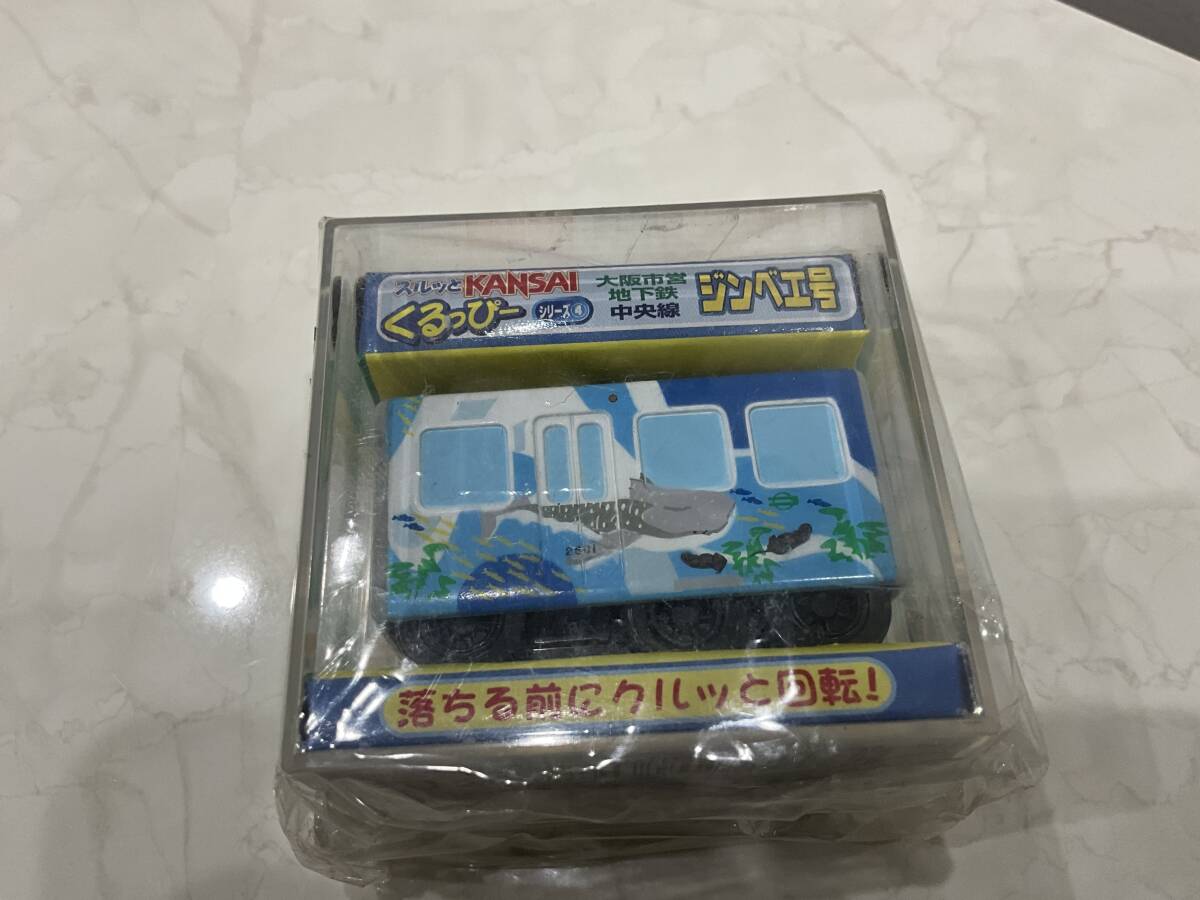 スルッとKANSAI
くるっぴー シリーズ4
大阪市営
地下鉄
中央線
ジンベエ号
2601
落ちる前にクルッと回転!